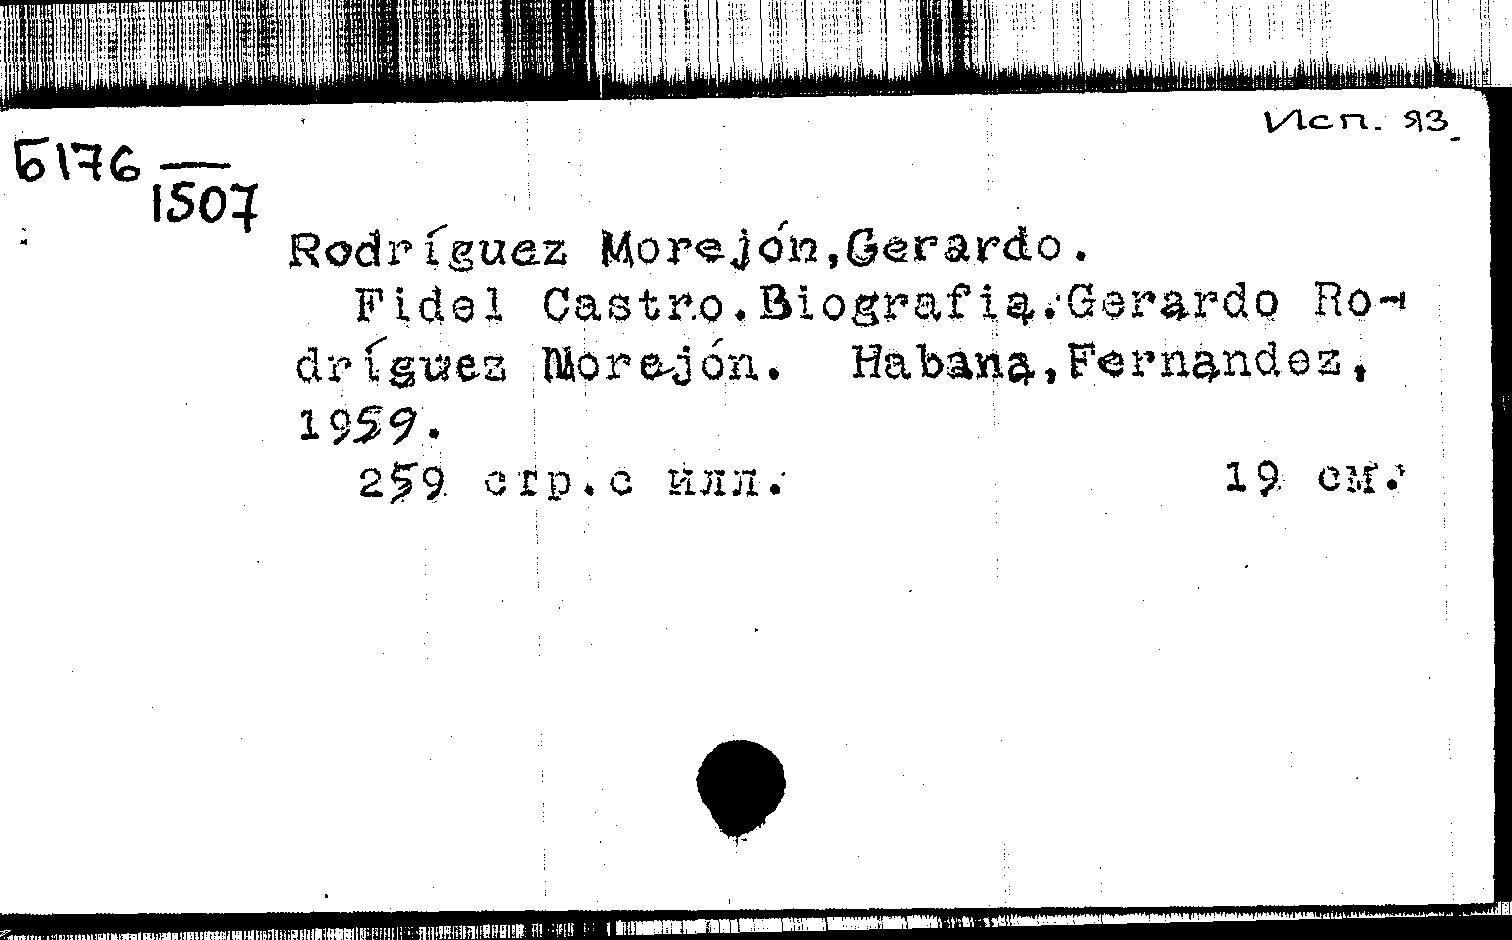 Исп. яз.
Б176 —
1507
Rodríguez Morejón,Gerardo.
Fidel Castro.Biografia.Gerardo Ro-
dríguez Morejón. Habana,Fernandez,
1959.
259 стр.с илл. 19 см.